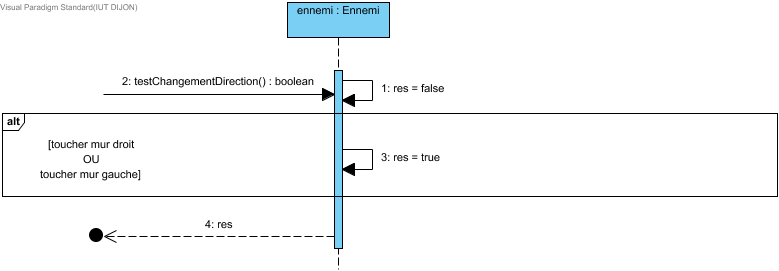 Visual Paradigm Standard(IUT DIJON)
ennemi : Ennemi
2: testChangementDirection() : boolean
1: res = false
alt
[toucher mur droit
OU
toucher mur gauche]
3: res = true
4: res